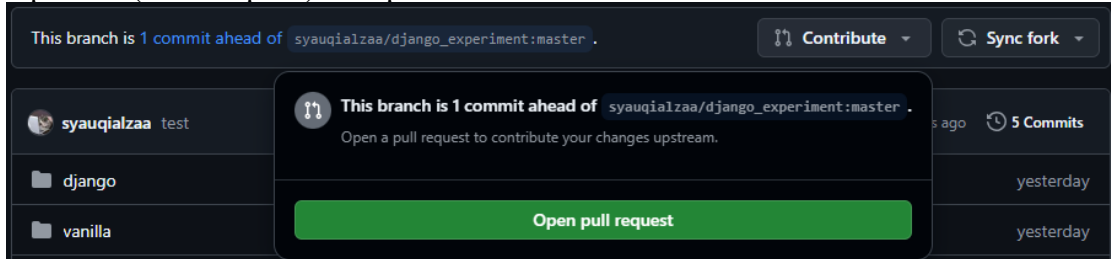 This branch is 1 commit ahead of syauqialzaa/django_experiment:master .
Contribute
Sync fork
This branch is 1 commit ahead of syauqialzaa/django_experiment:master .
Open a pull request to contribute your changes upstream.
syauqialzaa test
s ago
5 Commits
django
yesterday
Open pull request
vanilla
yesterday